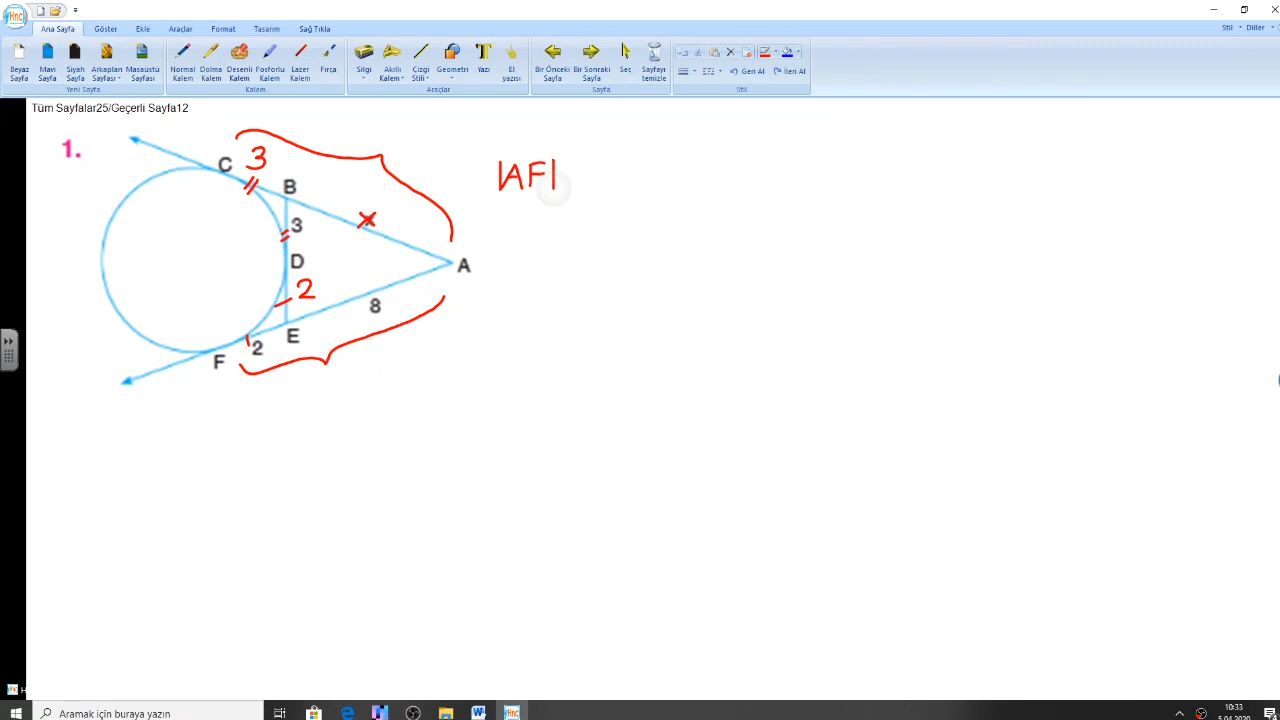 Stil Diller
Ana Sayfa Göster Ekle Araçlar Format Tasarım Sağ Tıkla
Beyaz Sayfa Mavi Sayfa Siyah Sayfa Arkaplan Sayfası Masaüstü Sayfası Normal Kalem Dolma Kalem Desenli Kalem Fosforlu Kalem Lazer Kalem Fırça Silgi Akıllı Kalem Çizgi Stili Geometri Yazı El yazısı Bir Önceki Sayfa Bir Sonraki Sayfa Sec Sayfayı temizle Geri Al İleri Al
Yeni Sayfa Kalem Araçlar Sayfa Stil
Tüm Sayfalar25/Geçerli Sayfa12
1.
C 3
B
|AF|
x
3
D
A
2
8
E
2
F
H
Aramak için buraya yazın
10:33
5.04.2020